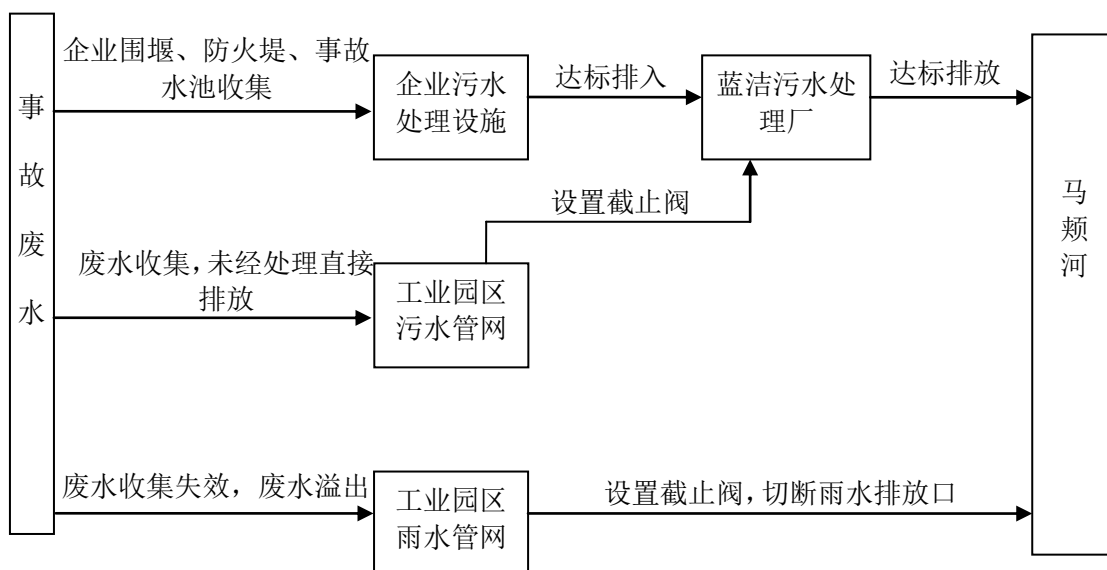 事故废水
企业围堰、防火堤、事故
水池收集
企业污水
处理设施
达标排入
蓝洁污水处
理厂
达标排放
马颊河
设置截止阀
废水收集，未经处理直接
排放
工业园区
污水管网
废水收集失效，废水溢出
工业园区
雨水管网
设置截止阀，切断雨水排放口